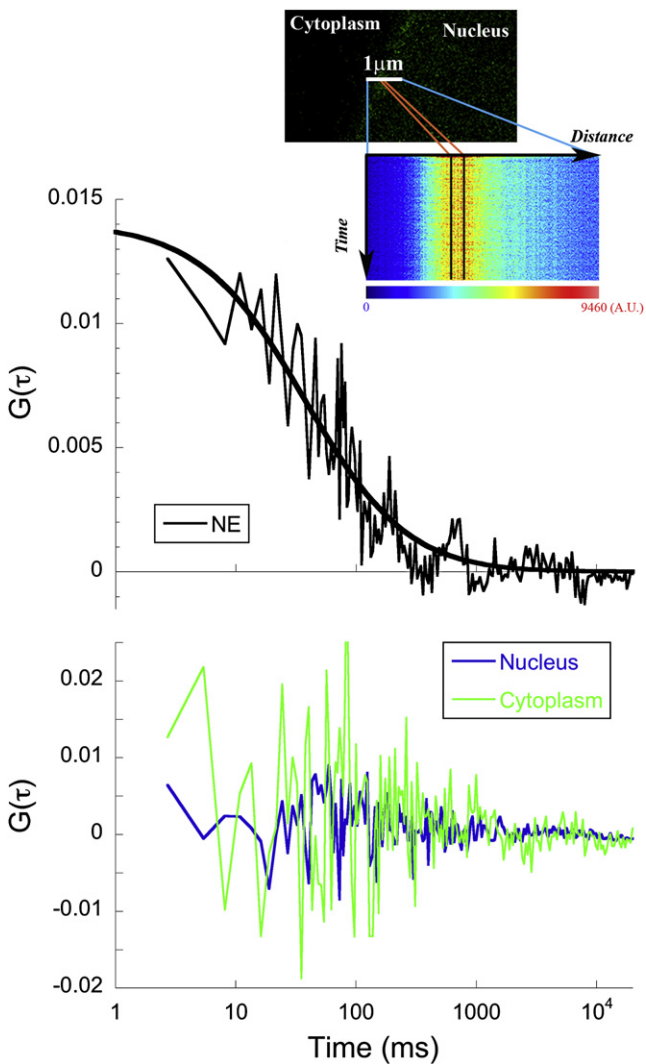 Cytoplasm
Nucleus
1μm
Distance
Time
0
9460 (A.U.)
0.015
0.01
0.005
0
G(τ)
NE
0.02
0.01
0
-0.01
-0.02
G(τ)
Nucleus
Cytoplasm
1
10
100
1000
10⁴
Time (ms)